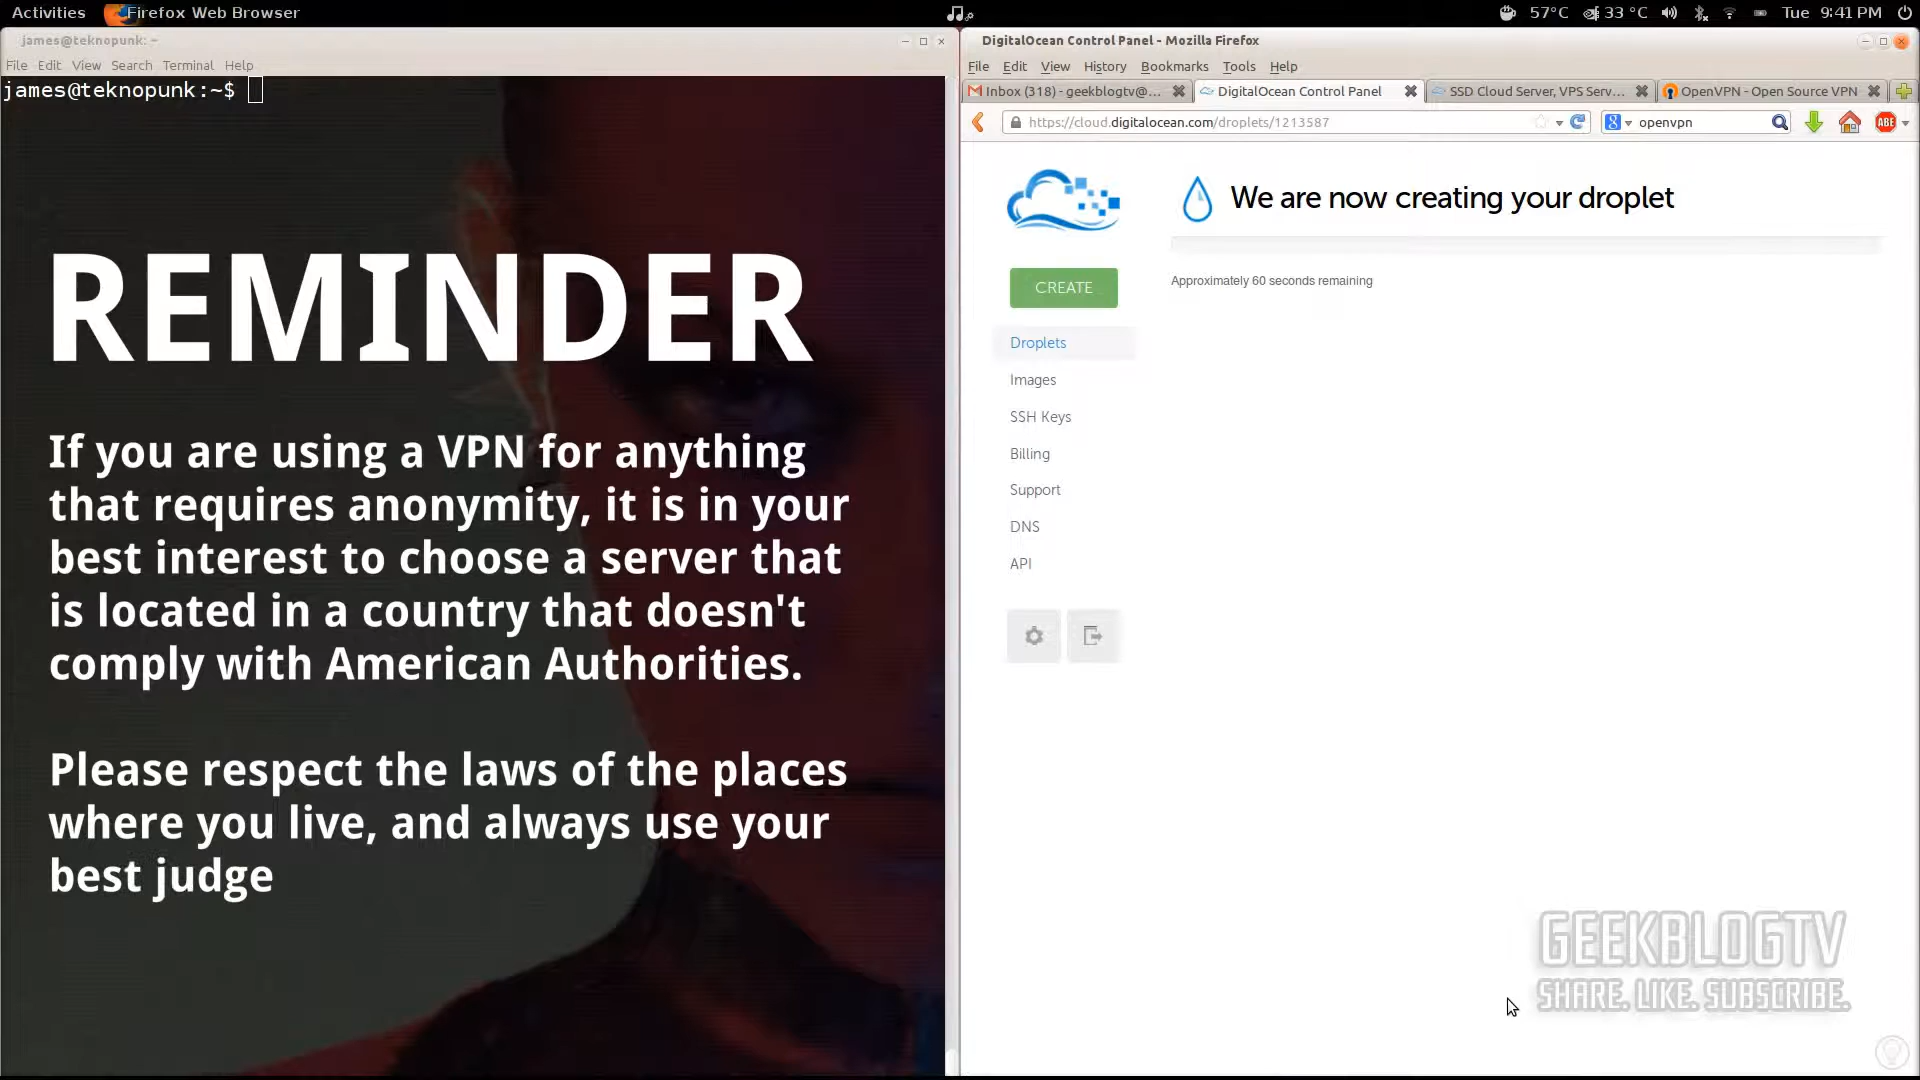 Activities Firefox Web Browser 57°C 33 °C Tue 9:41 PM
james@teknopunk: ~
File Edit View Search Terminal Help
james@teknopunk:~$
REMINDER
If you are using a VPN for anything
that requires anonymity, it is in your
best interest to choose a server that
is located in a country that doesn't
comply with American Authorities.
Please respect the laws of the places
where you live, and always use your
best judge
DigitalOcean Control Panel - Mozilla Firefox
File Edit View History Bookmarks Tools Help
Inbox (318) - geekblogtv@... DigitalOcean Control Panel SSD Cloud Server, VPS Serv... OpenVPN - Open Source VPN
https://cloud.digitalocean.com/droplets/1213587 8 openvpn ABE
We are now creating your droplet
CREATE
Approximately 60 seconds remaining
Droplets
Images
SSH Keys
Billing
Support
DNS
API
GEEKBLOGTV
SHARE. LIKE. SUBSCRIBE.